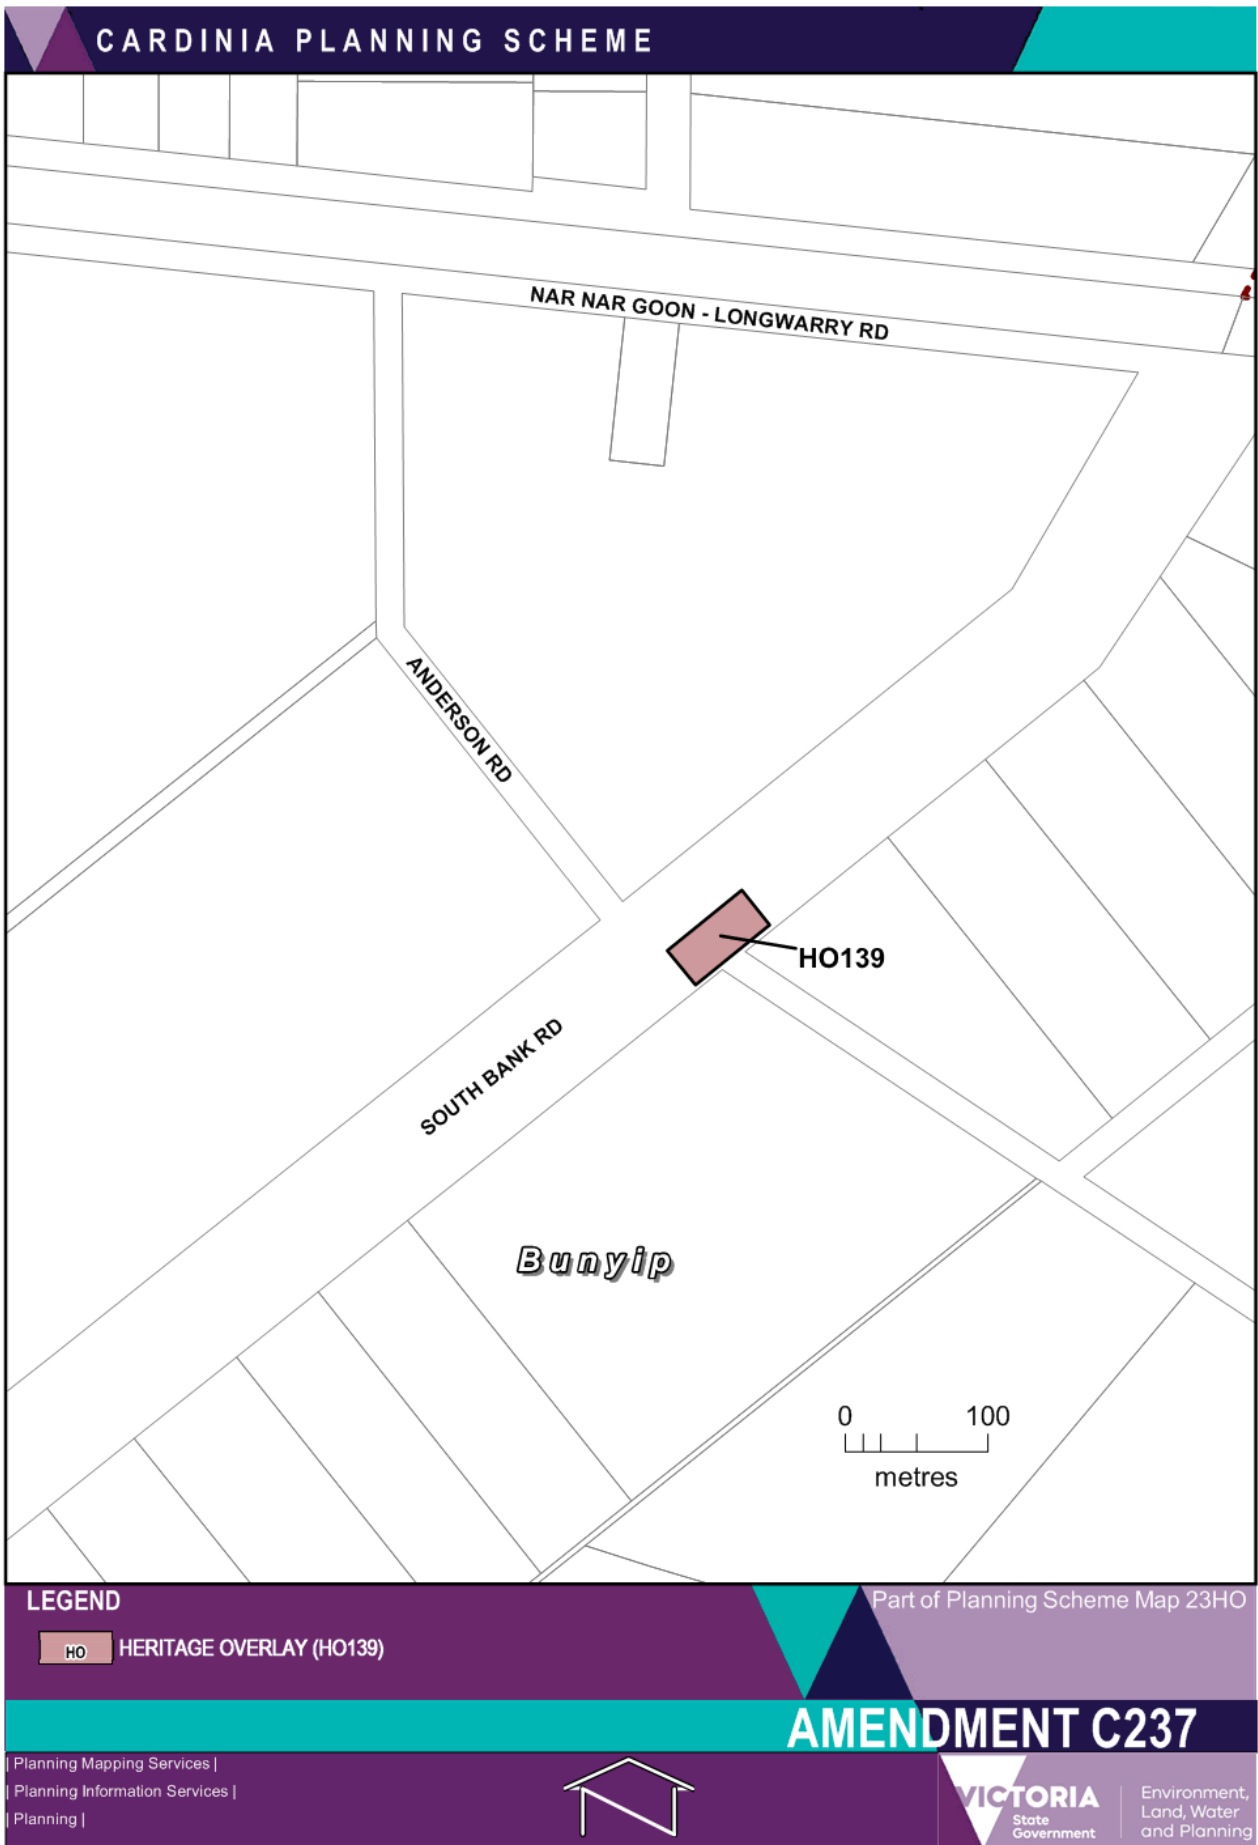 CARDINIA PLANNING SCHEME
NAR NAR GOON - LONGWARRY RD
ANDERSON RD
HO139
SOUTH BANK RD
Bunyip
0 100
metres
LEGEND
Part of Planning Scheme Map 23HO
HO HERITAGE OVERLAY (HO139)
AMENDMENT C237
| Planning Mapping Services |
| Planning Information Services |
| Planning |
VICTORIA
State
Government
Environment,
Land, Water
and Planning